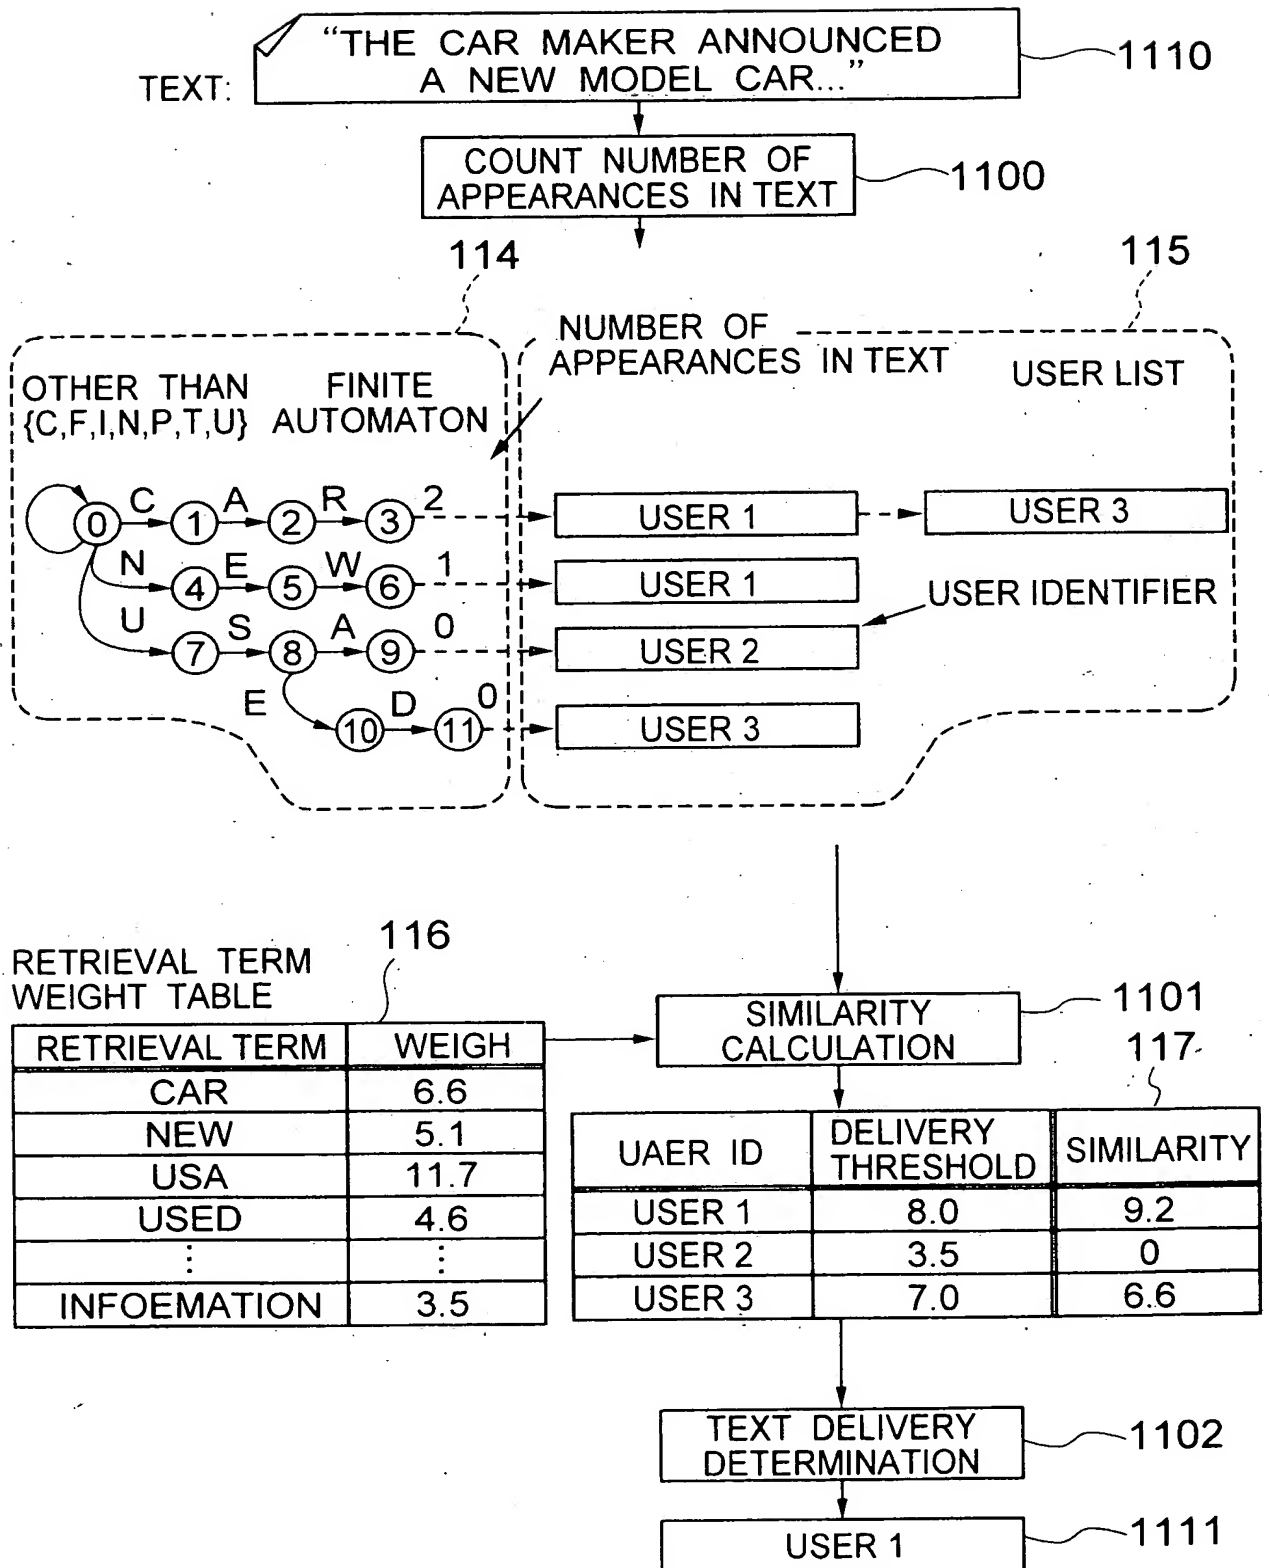 “THE CAR MAKER ANNOUNCED
A NEW MODEL CAR...”
TEXT:
1110
COUNT NUMBER OF
APPEARANCES IN TEXT
1100
114
115
NUMBER OF
APPEARANCES IN TEXT
USER LIST
OTHER THAN
{C,F,I,N,P,T,U}
FINITE
AUTOMATON
0 C 1 A 2 R 3 2
USER 1
USER 3
N 4 E 5 W 6 1
USER 1
USER IDENTIFIER
U 7 S 8 A 9 0
USER 2
E 10 D 11 0
USER 3
RETRIEVAL TERM
WEIGHT TABLE
116
RETRIEVAL TERM WEIGH
CAR 6.6
NEW 5.1
USA 11.7
USED 4.6
⋮ ⋮
INFOEMATION 3.5
SIMILARITY
CALCULATION
1101
117
UAER ID DELIVERY
THRESHOLD SIMILARITY
USER 1 8.0 9.2
USER 2 3.5 0
USER 3 7.0 6.6
TEXT DELIVERY
DETERMINATION
1102
USER 1
1111